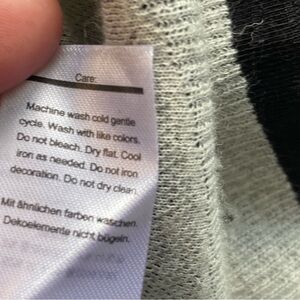 Care:
Machine wash cold gentle
cycle. Wash with like colors.
Do not bleach. Dry flat. Cool
iron as needed. Do not iron
decoration. Do not dry clean.
Mit ähnlichen farben waschen.
Dekoelemente nicht bügeln.